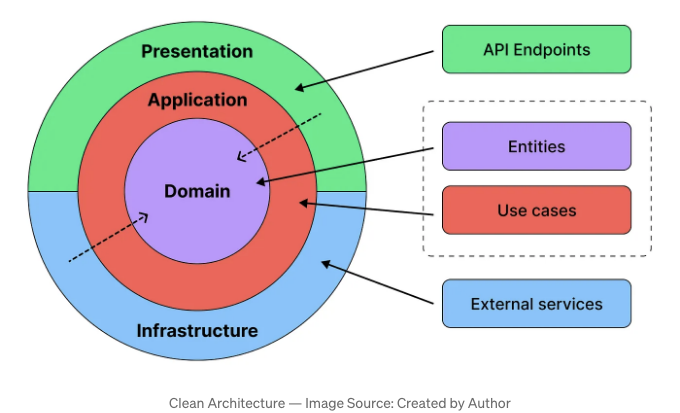 Presentation
Application
Domain
Infrastructure
API Endpoints
Entities
Use cases
External services
Clean Architecture — Image Source: Created by Author